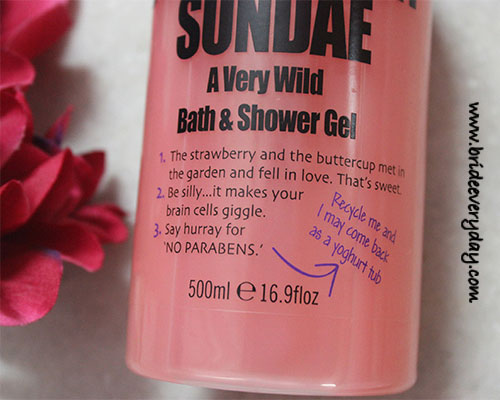 SUNDAE
A Very Wild
Bath & Shower Gel
1. The strawberry and the buttercup met in
the garden and fell in love. That's sweet.
2. Be silly...it makes your
brain cells giggle.
3. Say hurray for
'NO PARABENS.'
Recycle me and
I may come back
as a yoghurt tub
500ml e 16.9floz
www.brideeveryday.com